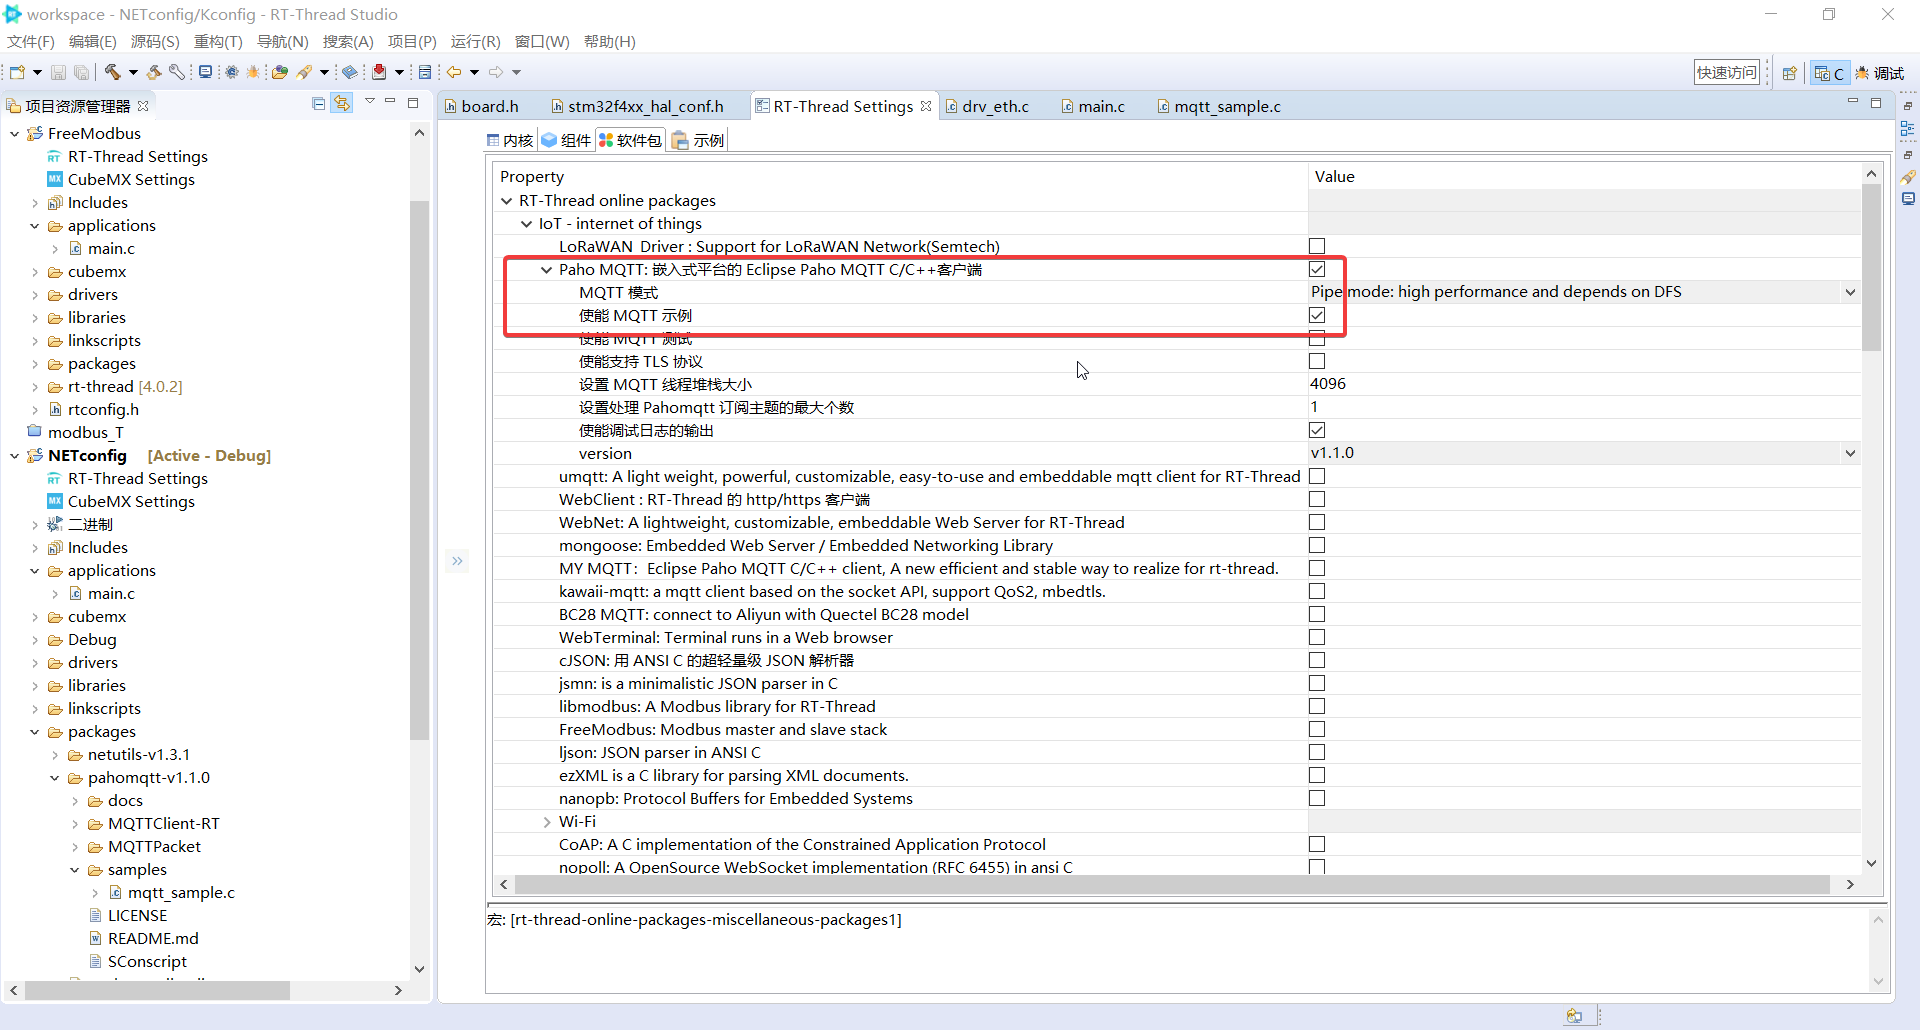 workspace - NETconfig/Kconfig - RT-Thread Studio
文件(F) 编辑(E) 源码(S) 重构(T) 导航(N) 搜索(A) 项目(P) 运行(R) 窗口(W) 帮助(H)
快速访问 C 调试
项目资源管理器
FreeModbus
RT-Thread Settings
CubeMX Settings
Includes
applications
main.c
cubemx
drivers
libraries
linkscripts
packages
rt-thread [4.0.2]
rtconfig.h
modbus_T
NETconfig [Active - Debug]
RT-Thread Settings
CubeMX Settings
二进制
Includes
applications
main.c
cubemx
Debug
drivers
libraries
linkscripts
packages
netutils-v1.3.1
pahomqtt-v1.1.0
docs
MQTTClient-RT
MQTTPacket
samples
mqtt_sample.c
LICENSE
README.md
SConscript
board.h stm32f4xx_hal_conf.h RT-Thread Settings drv_eth.c main.c mqtt_sample.c
内核 组件 软件包 示例
Property Value
RT-Thread online packages
IoT - internet of things
LoRaWAN Driver : Support for LoRaWAN Network(Semtech)
Paho MQTT: 嵌入式平台的 Eclipse Paho MQTT C/C++客户端
MQTT 模式 Pipe mode: high performance and depends on DFS
使能 MQTT 示例
使能 MQTT 测试
使能支持 TLS 协议
设置 MQTT 线程堆栈大小 4096
设置处理 Pahomqtt 订阅主题的最大个数 1
使能调试日志的输出
version v1.1.0
umqtt: A light weight, powerful, customizable, easy-to-use and embeddable mqtt client for RT-Thread
WebClient : RT-Thread 的 http/https 客户端
WebNet: A lightweight, customizable, embeddable Web Server for RT-Thread
mongoose: Embedded Web Server / Embedded Networking Library
MY MQTT：Eclipse Paho MQTT C/C++ client, A new efficient and stable way to realize for rt-thread.
kawaii-mqtt: a mqtt client based on the socket API, support QoS2, mbedtls.
BC28 MQTT: connect to Aliyun with Quectel BC28 model
WebTerminal: Terminal runs in a Web browser
cJSON: 用 ANSI C 的超轻量级 JSON 解析器
jsmn: is a minimalistic JSON parser in C
libmodbus: A Modbus library for RT-Thread
FreeModbus: Modbus master and slave stack
ljson: JSON parser in ANSI C
ezXML is a C library for parsing XML documents.
nanopb: Protocol Buffers for Embedded Systems
Wi-Fi
CoAP: A C implementation of the Constrained Application Protocol
nopoll: A OpenSource WebSocket implementation (RFC 6455) in ansi C
宏: [rt-thread-online-packages-miscellaneous-packages1]